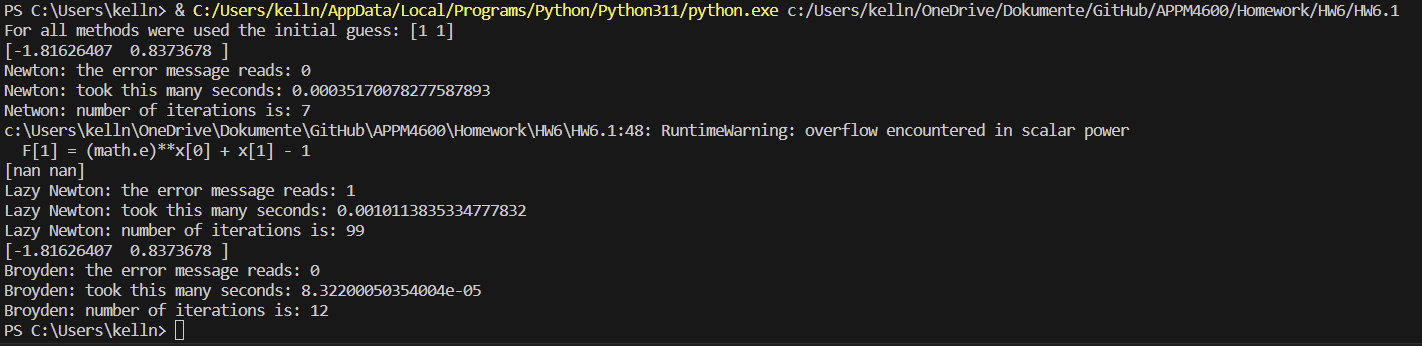 PS C:\Users\kelln> & C:/Users/kelln/AppData/Local/Programs/Python/Python311/python.exe c:/Users/kelln/OneDrive/Dokumente/GitHub/APPM4600/Homework/HW6/HW6.1
For all methods were used the initial guess: [1 1]
[-1.81626407  0.8373678 ]
Newton: the error message reads: 0
Newton: took this many seconds: 0.00035170078277587893
Netwon: number of iterations is: 7
c:\Users\kelln\OneDrive\Dokumente\GitHub\APPM4600\Homework\HW6\HW6.1:48: RuntimeWarning: overflow encountered in scalar power
  F[1] = (math.e)**x[0] + x[1] - 1
[nan nan]
Lazy Newton: the error message reads: 1
Lazy Newton: took this many seconds: 0.0010113835334777832
Lazy Newton: number of iterations is: 99
[-1.81626407  0.8373678 ]
Broyden: the error message reads: 0
Broyden: took this many seconds: 8.32200050354004e-05
Broyden: number of iterations is: 12
PS C:\Users\kelln>